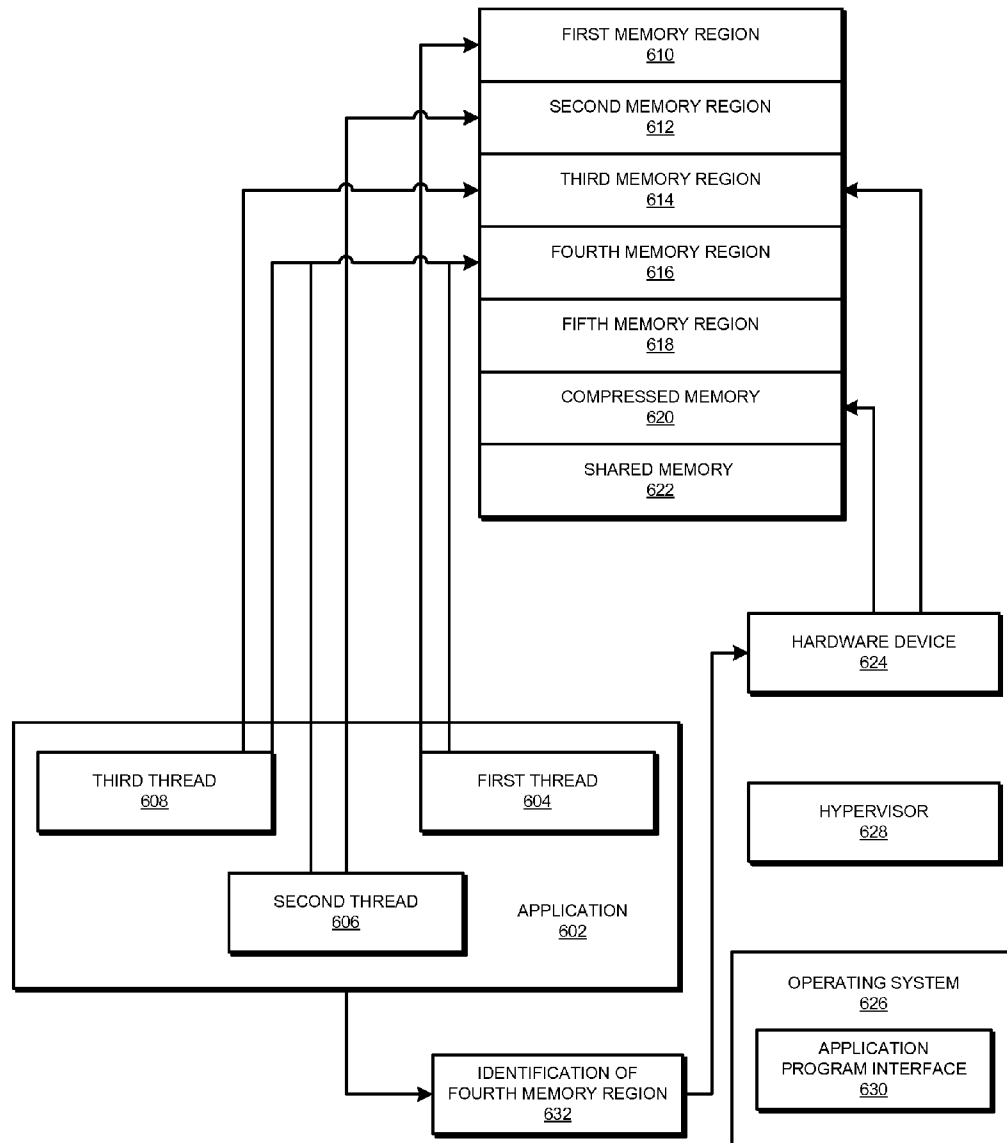 FIRST MEMORY REGION
610
SECOND MEMORY REGION
612
THIRD MEMORY REGION
614
FOURTH MEMORY REGION
616
FIFTH MEMORY REGION
618
COMPRESSED MEMORY
620
SHARED MEMORY
622
HARDWARE DEVICE
624
THIRD THREAD
608
FIRST THREAD
604
HYPERVISOR
628
SECOND THREAD
606
APPLICATION
602
OPERATING SYSTEM
626
APPLICATION
PROGRAM INTERFACE
630
IDENTIFICATION OF
FOURTH MEMORY REGION
632